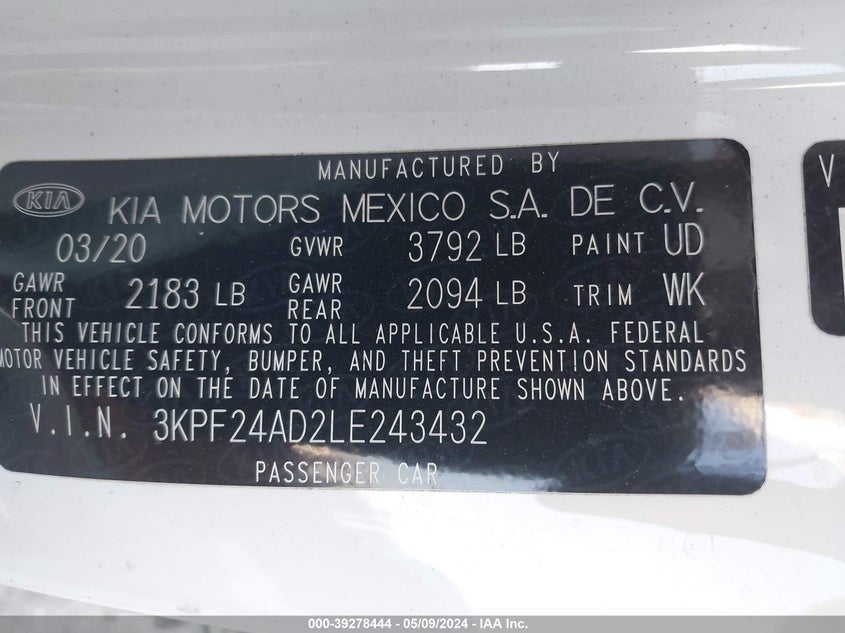 MANUFACTURED BY
KIA KIA MOTORS MEXICO S.A. DE C.V.
03/20 GVWR 3792 LB PAINT UD
GAWR FRONT 2183 LB GAWR REAR 2094 LB TRIM WK
THIS VEHICLE CONFORMS TO ALL APPLICABLE U.S.A. FEDERAL
MOTOR VEHICLE SAFETY, BUMPER, AND THEFT PREVENTION STANDARDS
IN EFFECT ON THE DATE OF MANUFACTURE SHOWN ABOVE.
V.I.N. 3KPF24AD2LE243432
PASSENGER CAR
V
000-39278444 - 05/09/2024 - IAA Inc.